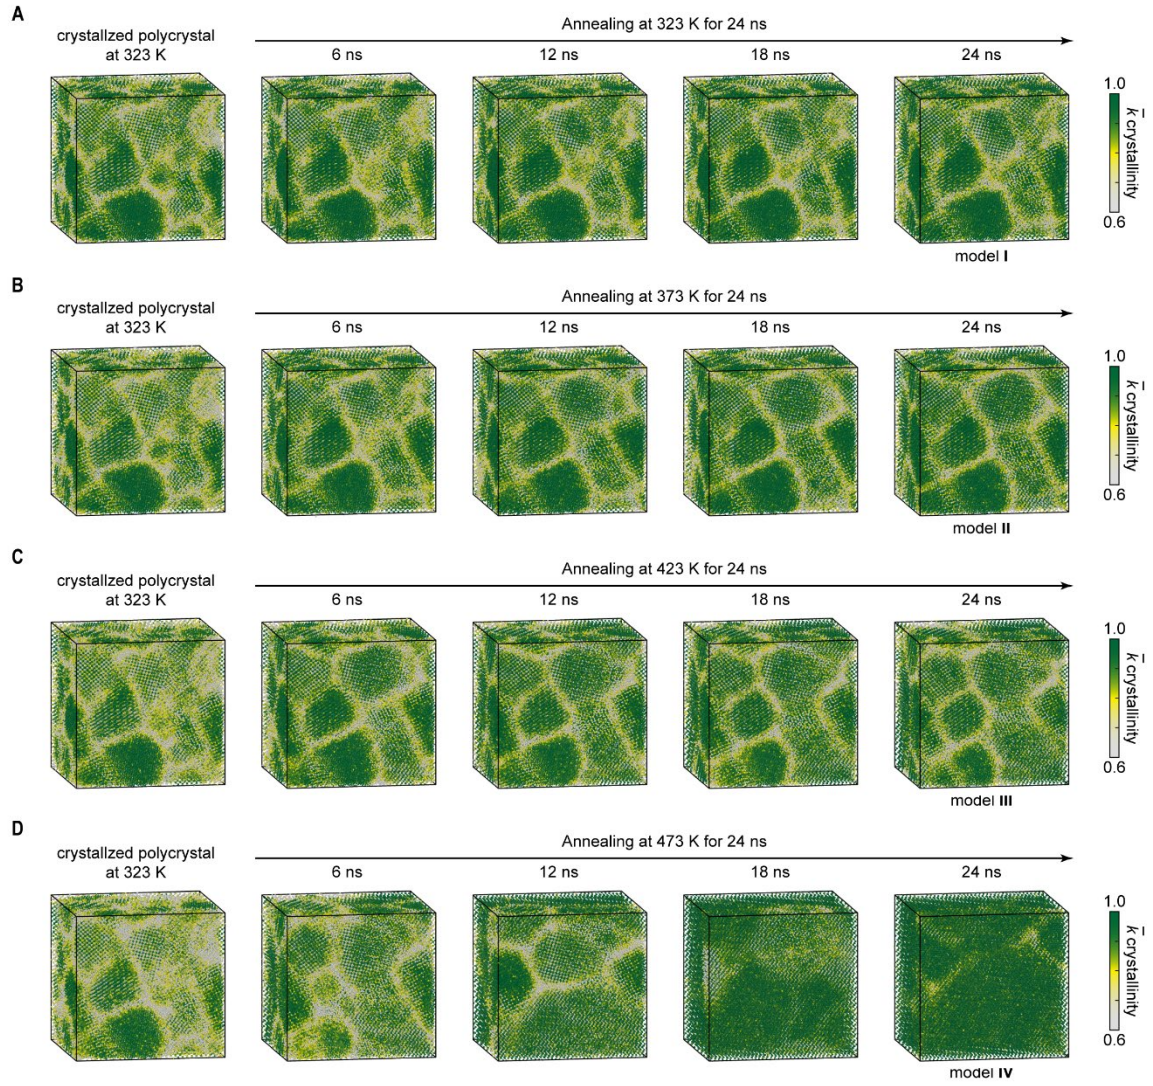 A
crystallzed polycrystal
at 323 K
Annealing at 323 K for 24 ns
6 ns
12 ns
18 ns
24 ns
1.0
k̄ crystallinity
0.6
model I
B
crystallzed polycrystal
at 323 K
Annealing at 373 K for 24 ns
6 ns
12 ns
18 ns
24 ns
1.0
k̄ crystallinity
0.6
model II
C
crystallzed polycrystal
at 323 K
Annealing at 423 K for 24 ns
6 ns
12 ns
18 ns
24 ns
1.0
k̄ crystallinity
0.6
model III
D
crystallzed polycrystal
at 323 K
Annealing at 473 K for 24 ns
6 ns
12 ns
18 ns
24 ns
1.0
k̄ crystallinity
0.6
model IV